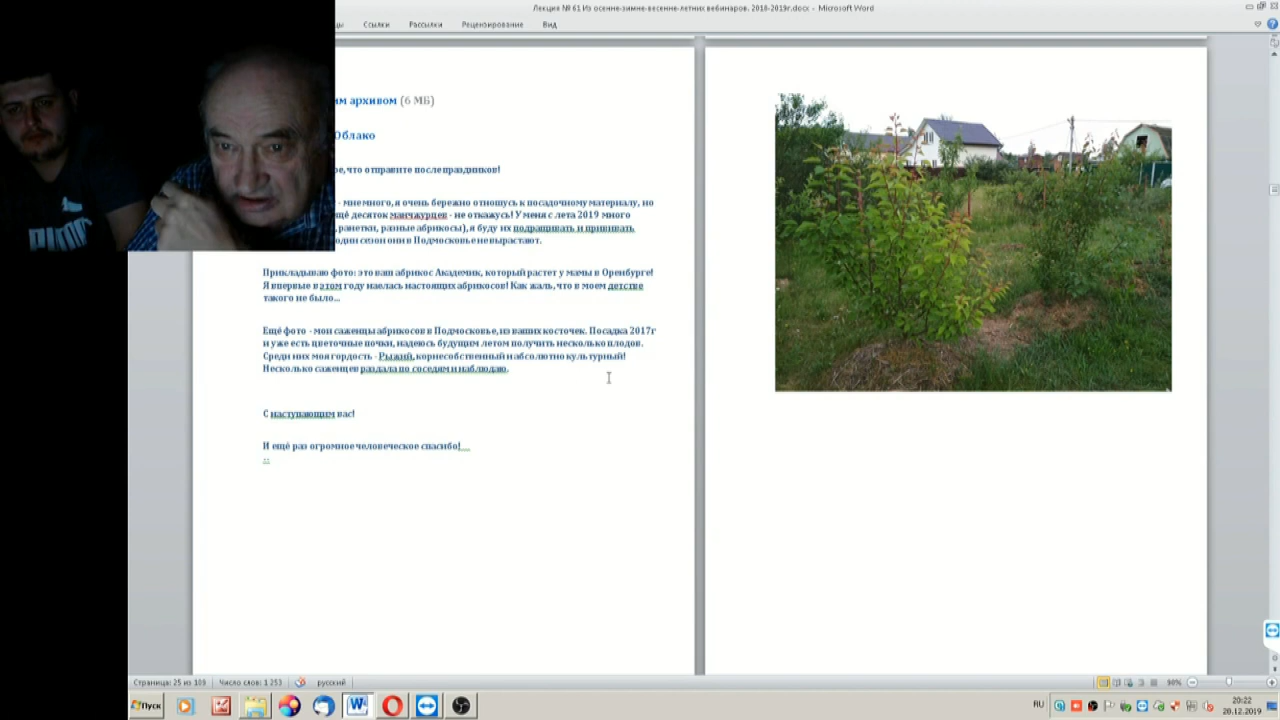 Лекция № 61 Из осенне-зимне-весенне-летних вебинаров. 2018-2019г.docx - Microsoft Word
Ссылки Рассылки Рецензирование Вид
им архивом (6 МБ)
Облако
что отправите после праздников!
- мне много, я очень бережно отношусь к посадочному материалу, но
десяток манчжурцев - не откажусь! У меня с лета 2019 много
ранетки, разные абрикосы), я буду их подращивать и прививать
один сезон они в Подмосковье не вырастают.
Прикладываю фото: это ваш абрикос Академик, который растет у мамы в Оренбурге!
Я впервые в этом году наелась настоящих абрикосов! Как жаль, что в моем детстве
такого не было...
Ещё фото - мои саженцы абрикосов в Подмосковье, из ваших косточек. Посадка 2017г
и уже есть цветочные почки, надеюсь будущим летом получить несколько плодов.
Среди них моя гордость - Рыжий, корнесобственный и абсолютно культурный!
Несколько саженцев раздала по соседям и наблюдаю.
С наступающим вас!
И ещё раз огромное человеческое спасибо!
--
PUMA
Страница: 25 из 109 Число слов: 1 253 русский 90%
Пуск RU 20:22
20.12.2019